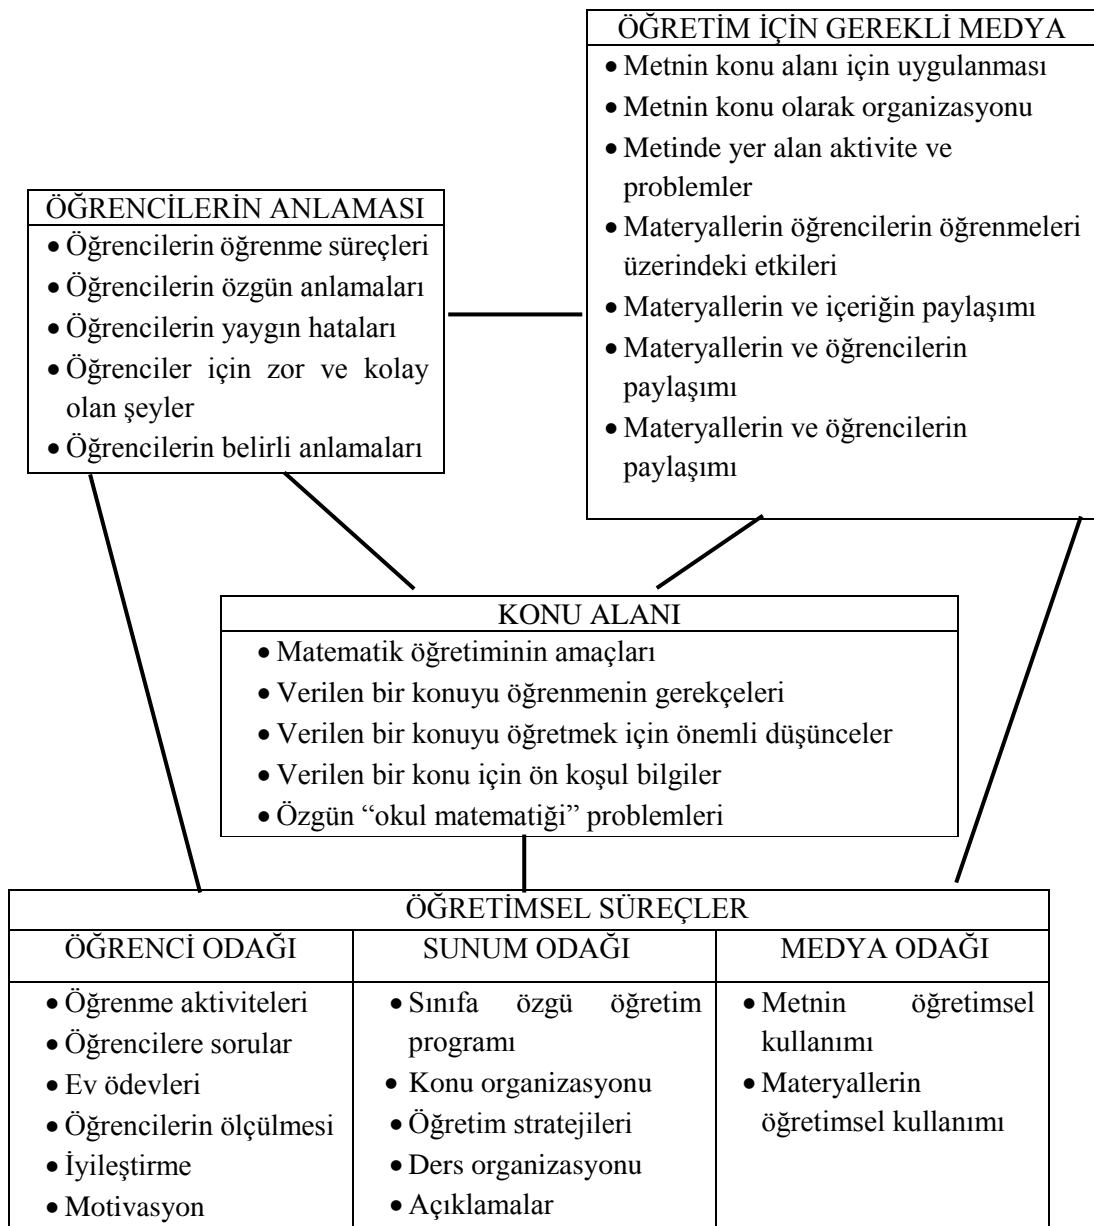 ÖĞRETİM İÇİN GEREKLİ MEDYA
• Metnin konu alanı için uygulanması
• Metnin konu olarak organizasyonu
• Metinde yer alan aktivite ve
problemler
• Materyallerin öğrencilerin öğrenmeleri
üzerindeki etkileri
• Materyallerin ve içeriğin paylaşımı
• Materyallerin ve öğrencilerin
paylaşımı
• Materyallerin ve öğrencilerin
paylaşımı
ÖĞRENCİLERİN ANLAMASI
• Öğrencilerin öğrenme süreçleri
• Öğrencilerin özgün anlamaları
• Öğrencilerin yaygın hataları
• Öğrenciler için zor ve kolay
olan şeyler
• Öğrencilerin belirli anlamaları
KONU ALANI
• Matematik öğretiminin amaçları
• Verilen bir konuyu öğrenmenin gerekçeleri
• Verilen bir konuyu öğretmek için önemli düşünceler
• Verilen bir konu için ön koşul bilgiler
• Özgün “okul matematiği” problemleri
ÖĞRETİMSEL SÜREÇLER
ÖĞRENCİ ODAĞI
• Öğrenme aktiviteleri
• Öğrencilere sorular
• Ev ödevleri
• Öğrencilerin ölçülmesi
• İyileştirme
• Motivasyon
SUNUM ODAĞI
• Sınıfa özgü öğretim
programı
• Konu organizasyonu
• Öğretim stratejileri
• Ders organizasyonu
• Açıklamalar
MEDYA ODAĞI
• Metnin öğretimsel
kullanımı
• Materyallerin
öğretimsel kullanımı